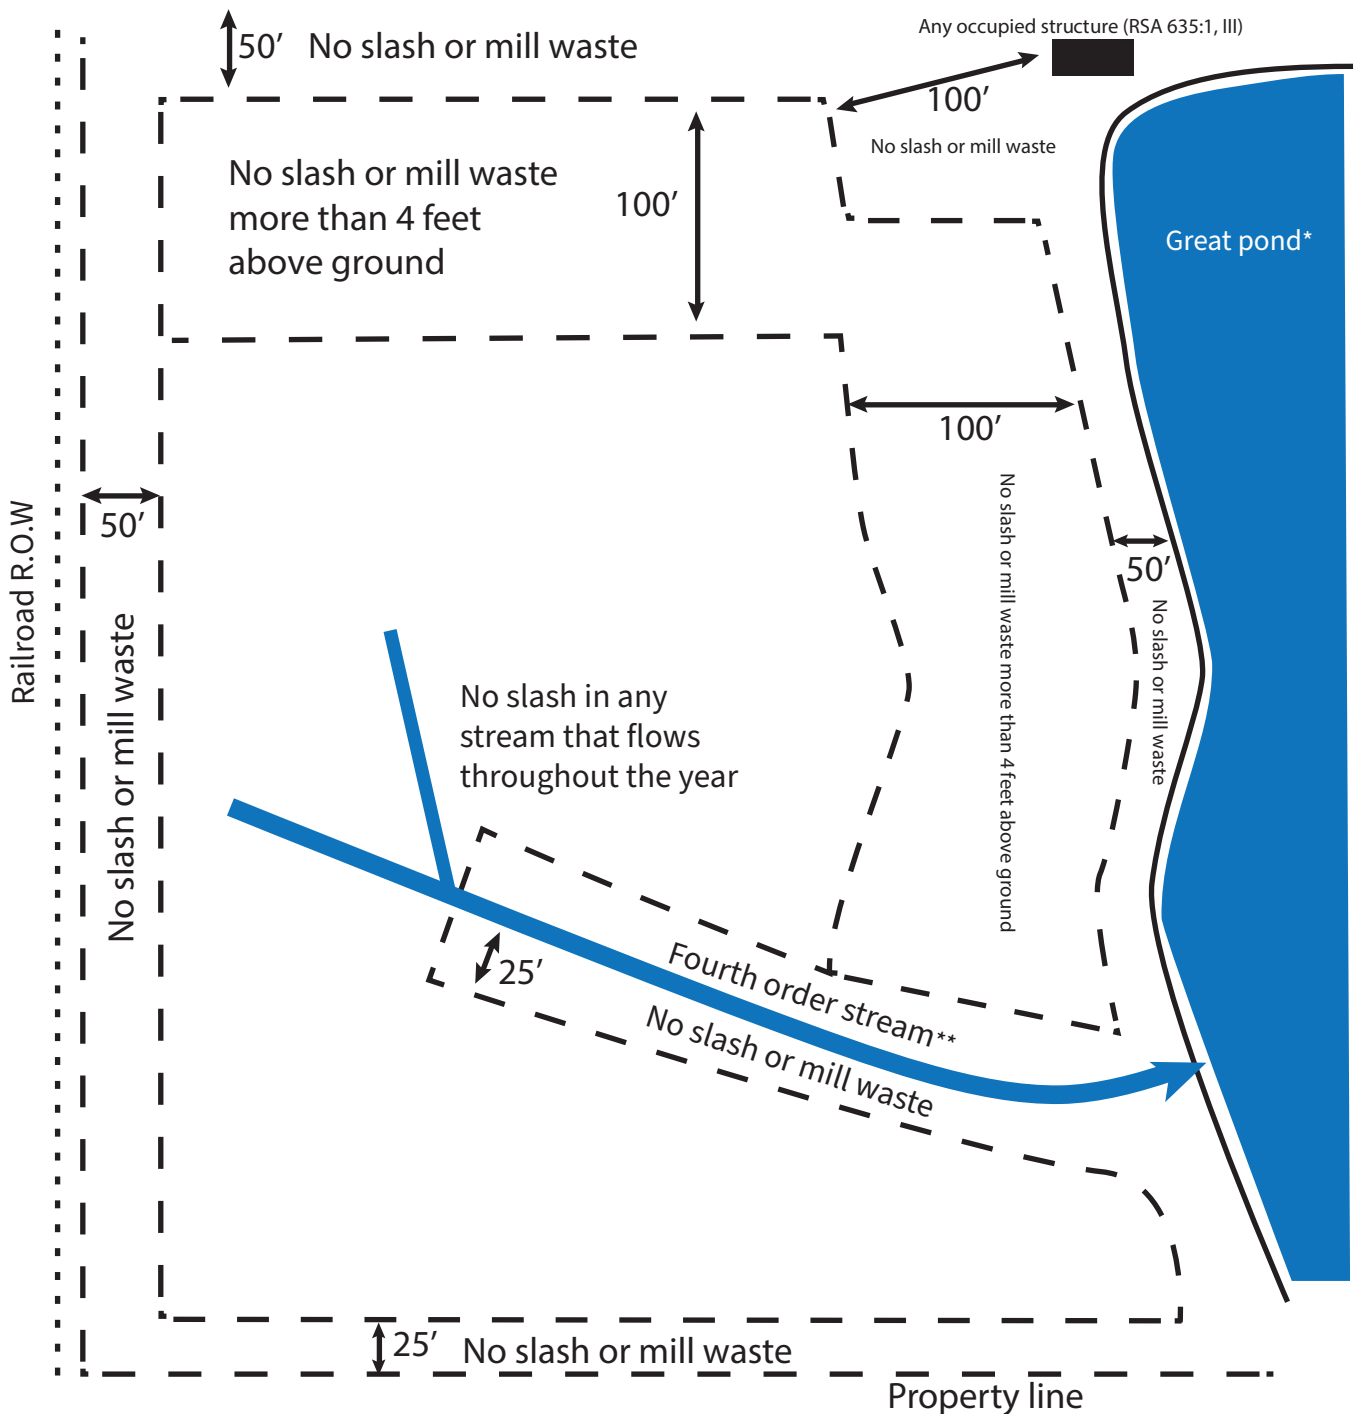 Any occupied structure (RSA 635:1, III)
50’ No slash or mill waste
100’
No slash or mill waste
No slash or mill waste
more than 4 feet
above ground
100’
Great pond*
100’
50’
Railroad R.O.W
No slash or mill waste
No slash or mill waste more than 4 feet above ground
50’
No slash or mill waste
No slash in any
stream that flows
throughout the year
25’
Fourth order stream**
No slash or mill waste
25’ No slash or mill waste
Property line